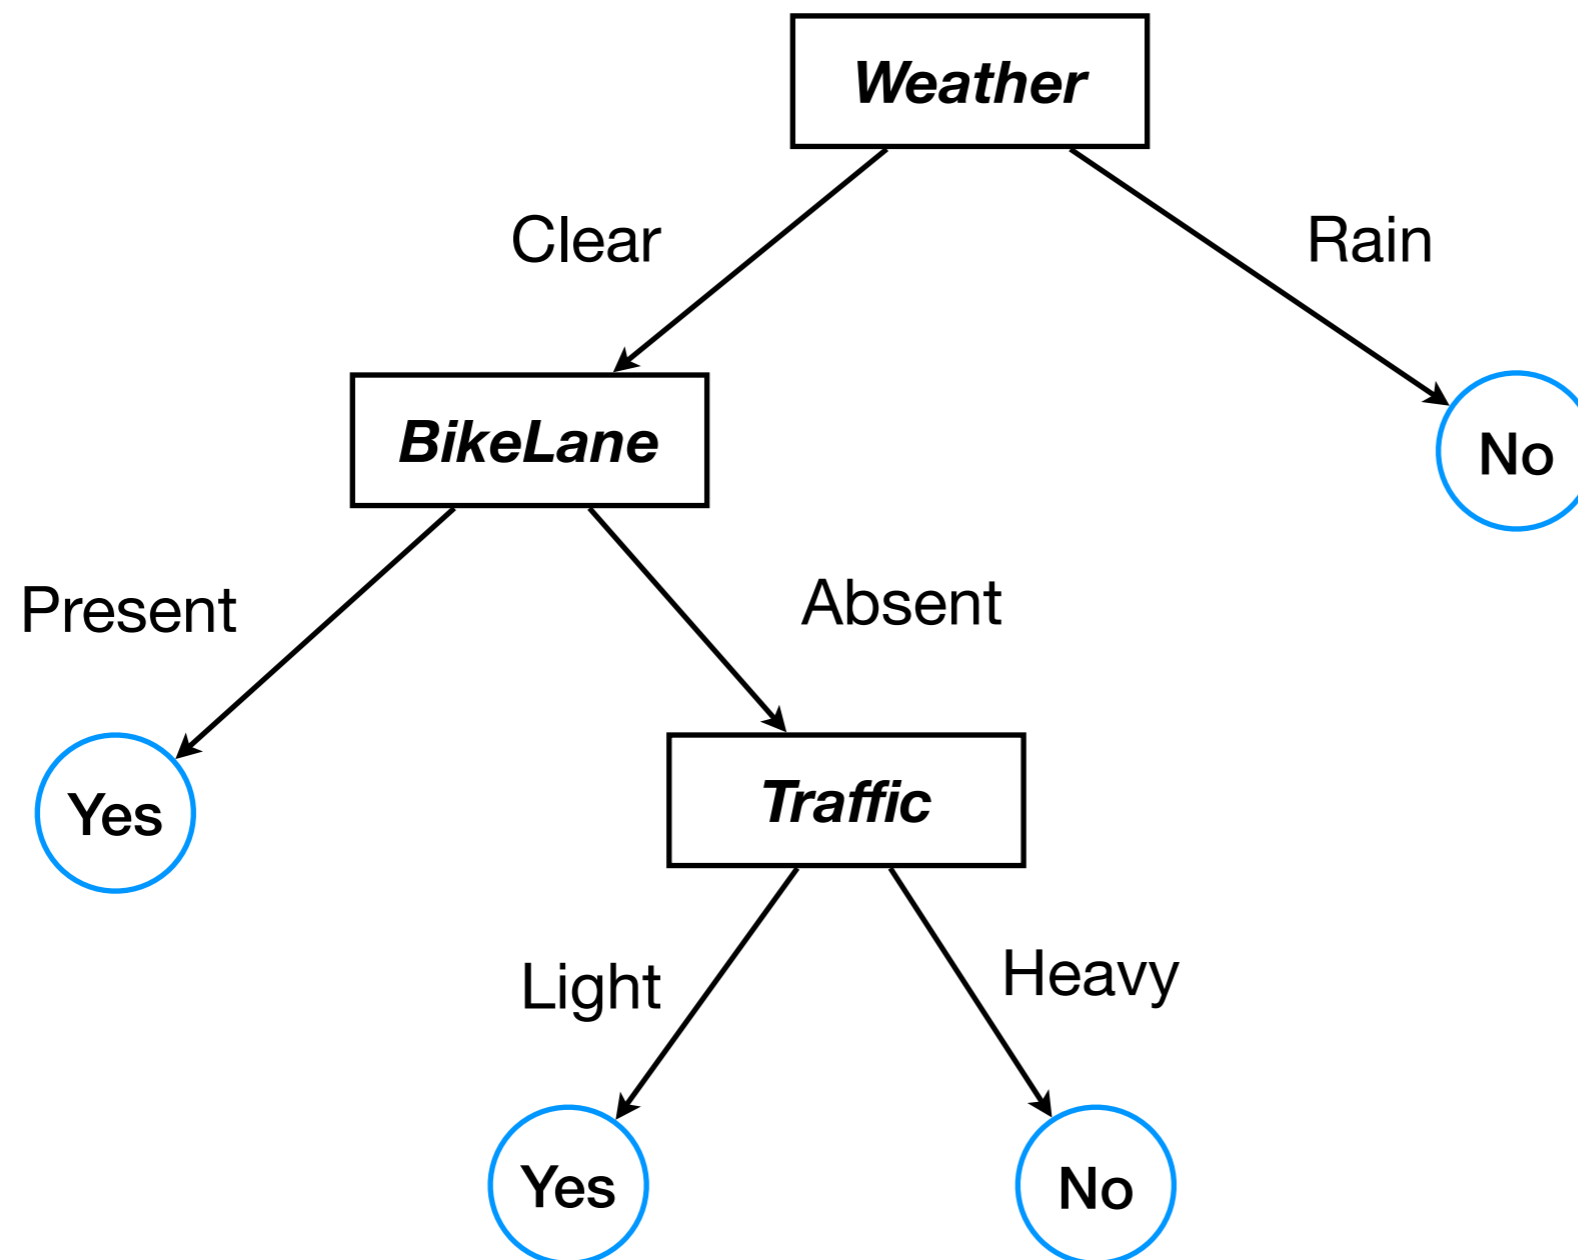 Weather
Clear
Rain
BikeLane
No
Present
Absent
Yes
Traffic
Light
Heavy
Yes
No